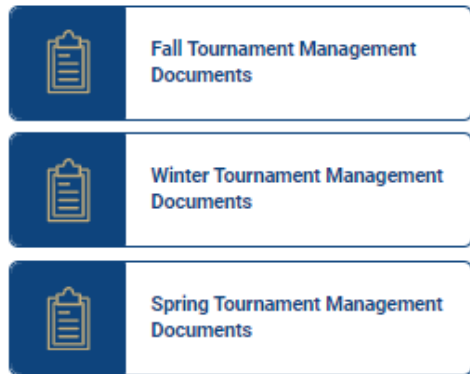 Fall Tournament Management
Documents
Winter Tournament Management
Documents
Spring Tournament Management
Documents